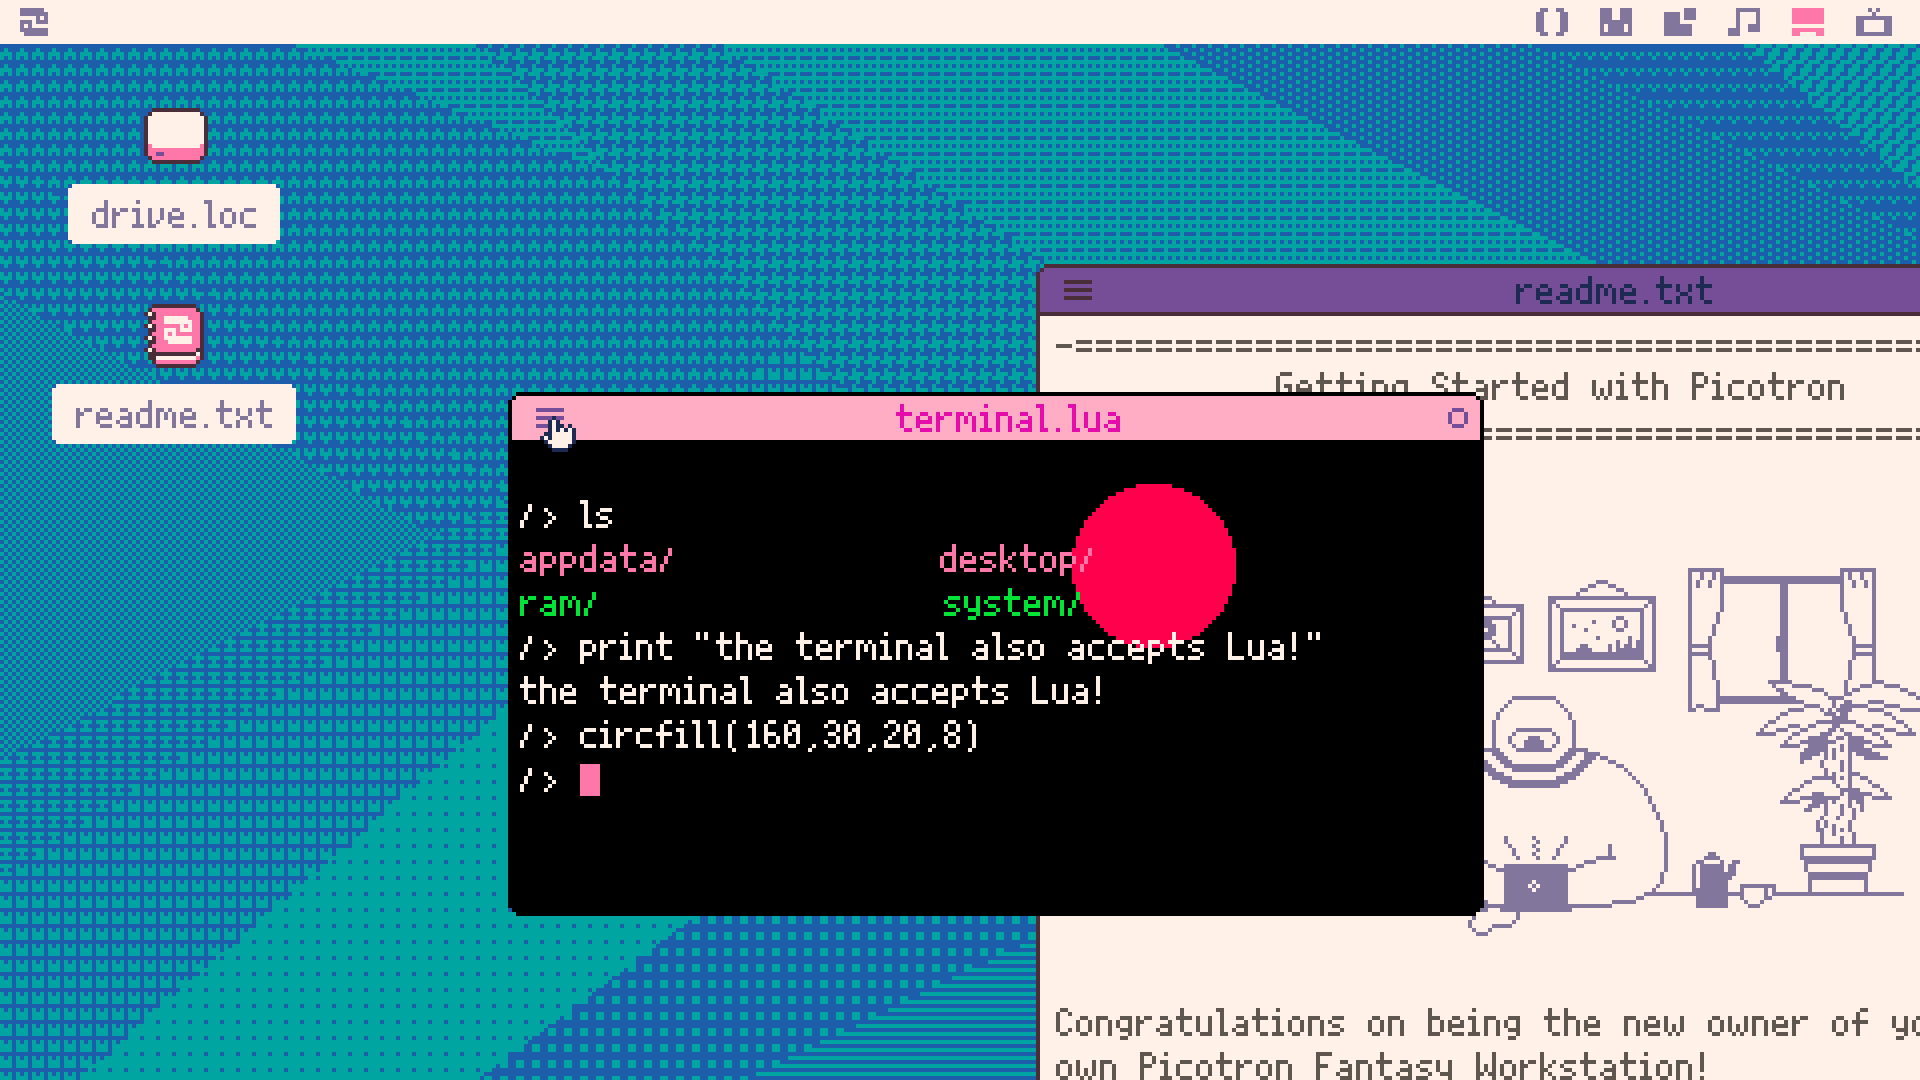 drive.loc
readme.txt
readme.txt
-==========================================
Getting Started with Picotron
======================
terminal.lua
/> ls
appdata/ desktop/
ram/ system/
/> print "the terminal also accepts Lua!"
the terminal also accepts Lua!
/> circfill(160,30,20,8)
/>
Congratulations on being the new owner of yo
own Picotron Fantasy Workstation!